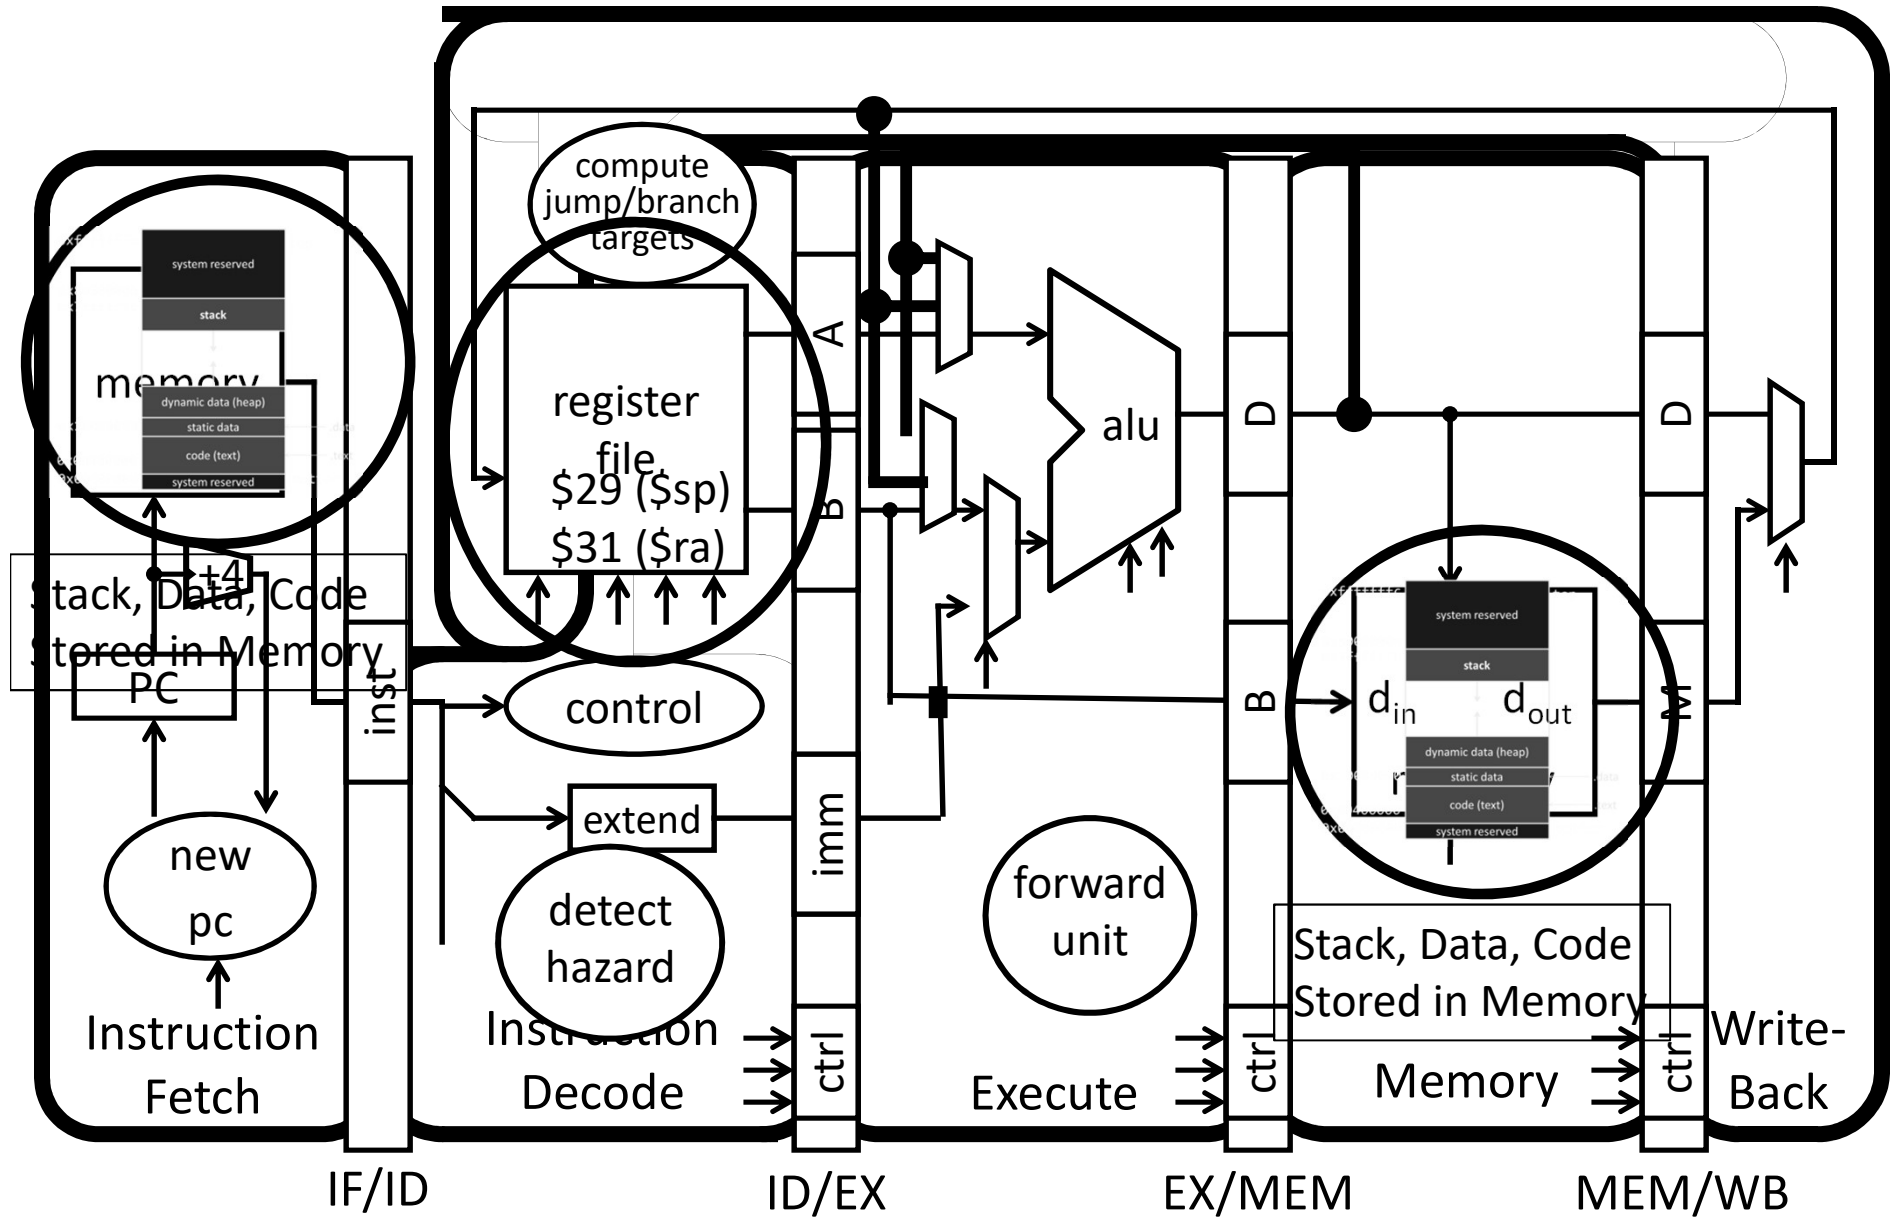 compute
jump/branch
targets
system reserved
stack
memory
dynamic data (heap)
static data
code (text)
system reserved
register
file
$29 ($sp)
$31 ($ra)
A
B
alu
D
D
+4
Stack, Data, Code
Stored in Memory
PC
inst
control
extend
imm
B
system reserved
stack
d in
d out
dynamic data (heap)
static data
code (text)
system reserved
M
new
pc
detect
hazard
forward
unit
Stack, Data, Code
Stored in Memory
Instruction
Fetch
Instruction
Decode
ctrl
Execute
ctrl
Memory
ctrl
Write-
Back
IF/ID
ID/EX
EX/MEM
MEM/WB